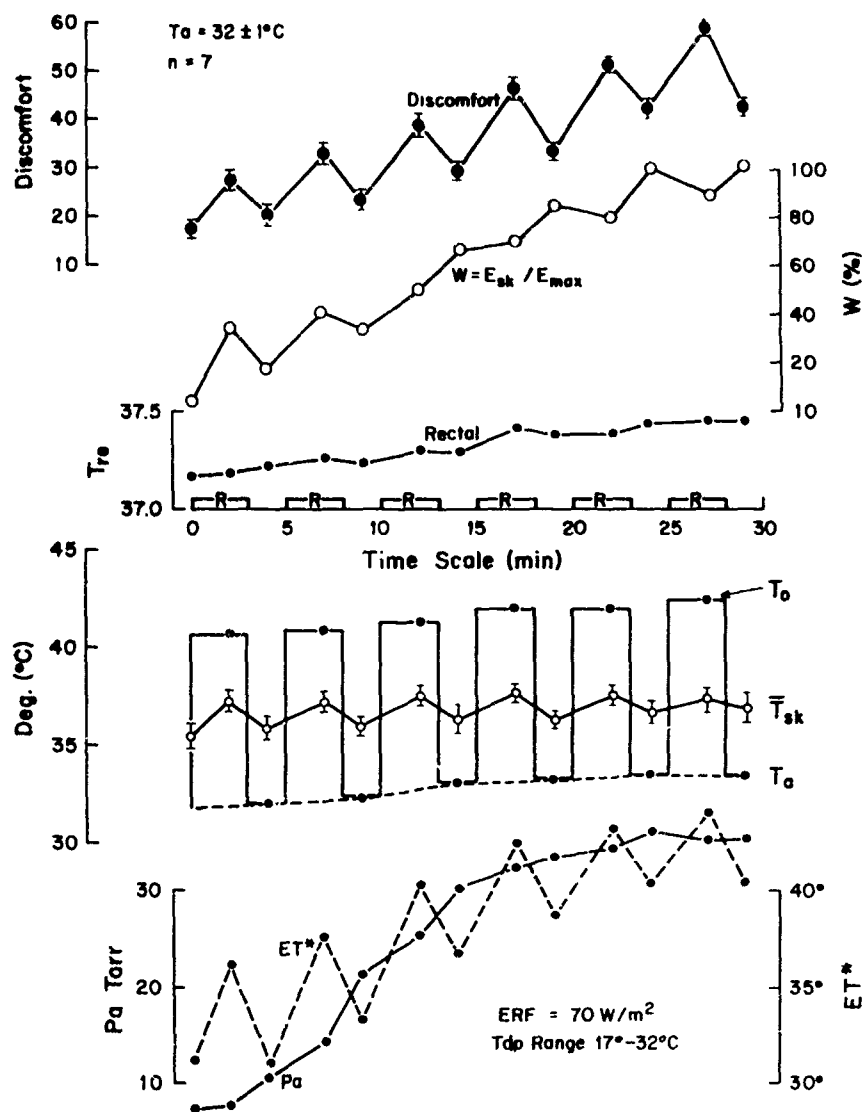 Ta = 32 ± 1°C
n = 7
Discomfort
60
50
40
30
20
10
Discomfort
W = Esk / Emax
W (%)
100
80
60
40
20
10
Tre
37.5
37.0
Rectal
R R R R R R
0 5 10 15 20 25 30
Time Scale (min)
Deg. (°C)
45
40
35
30
To
Tsk
Ta
Pa Torr
30
20
10
ET*
Pa
ERF = 70 W/m2
Tdp Range 17°-32°C
40°
35°
30°
ET*